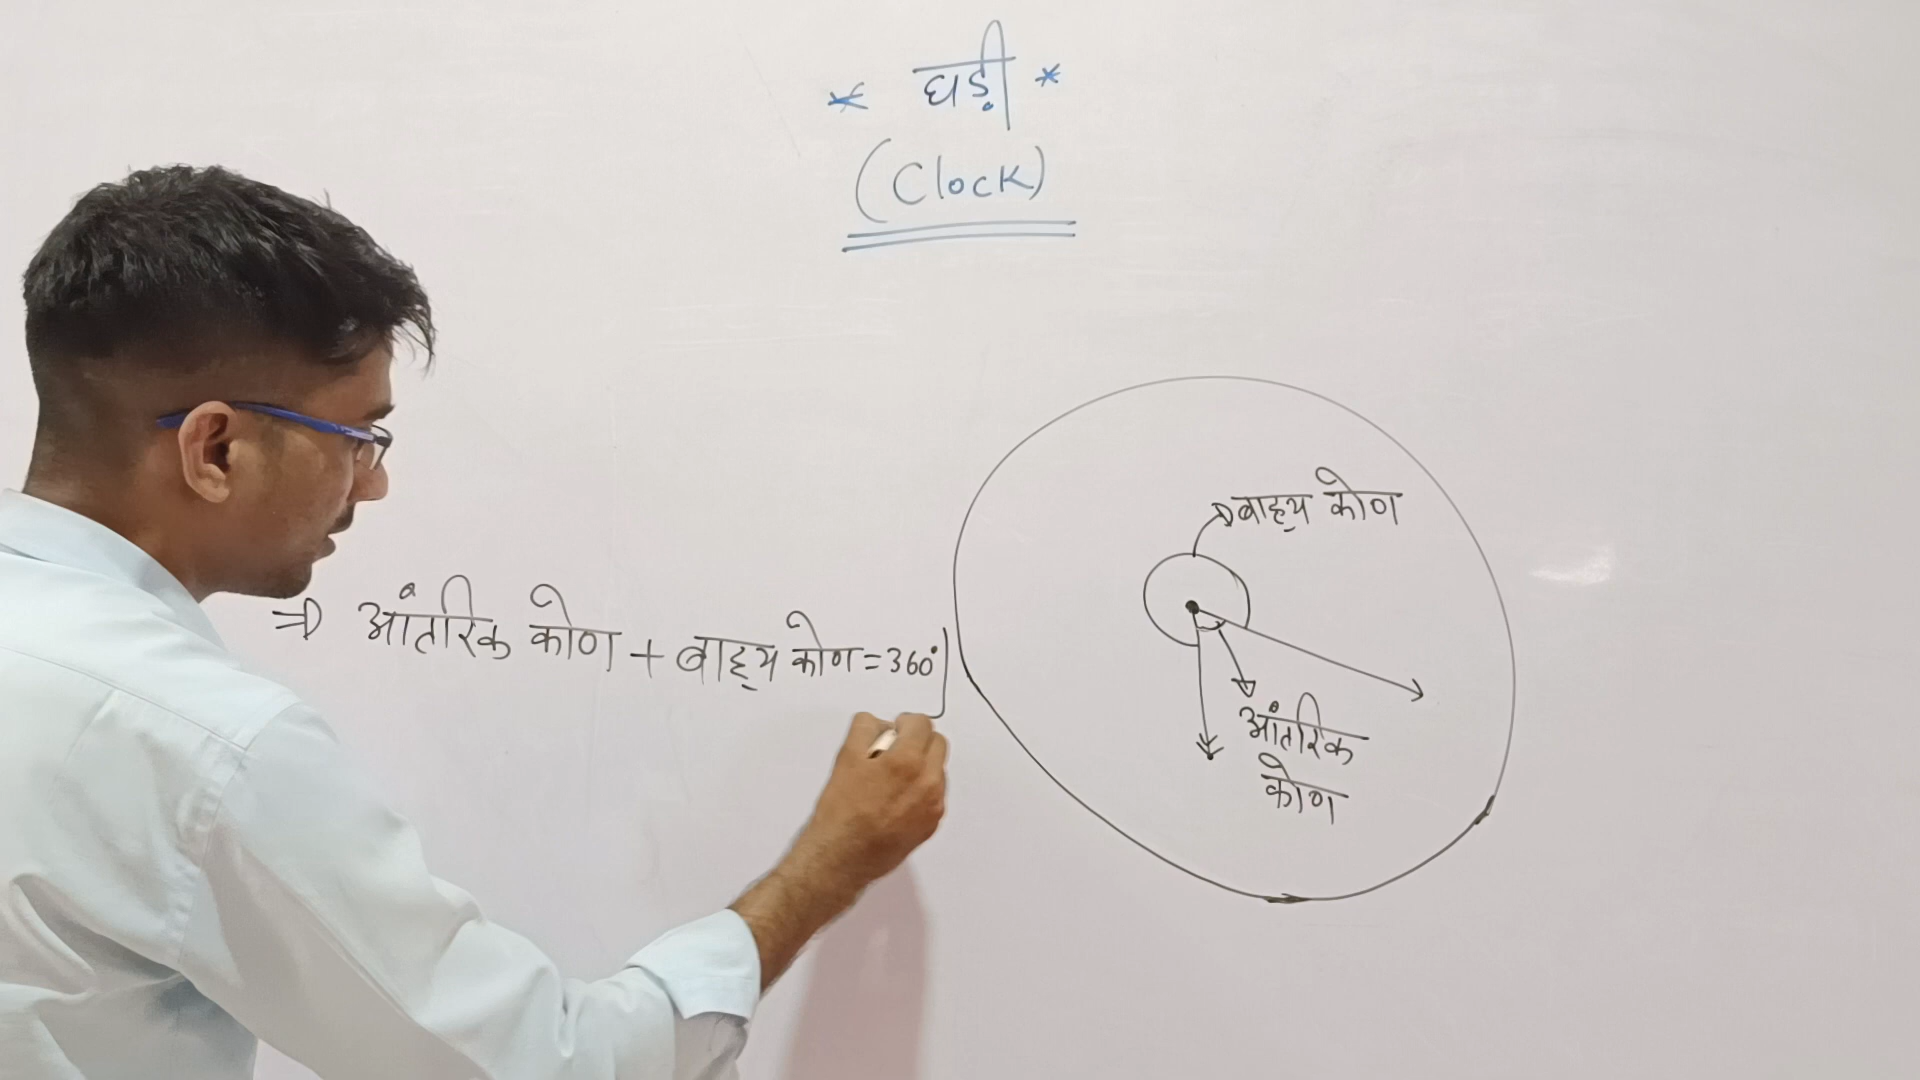 * घड़ी *
(Clock)
बाह्य कोण
⇒ आंतरिक कोण + बाह्य कोण = 360°
आंतरिक
कोण